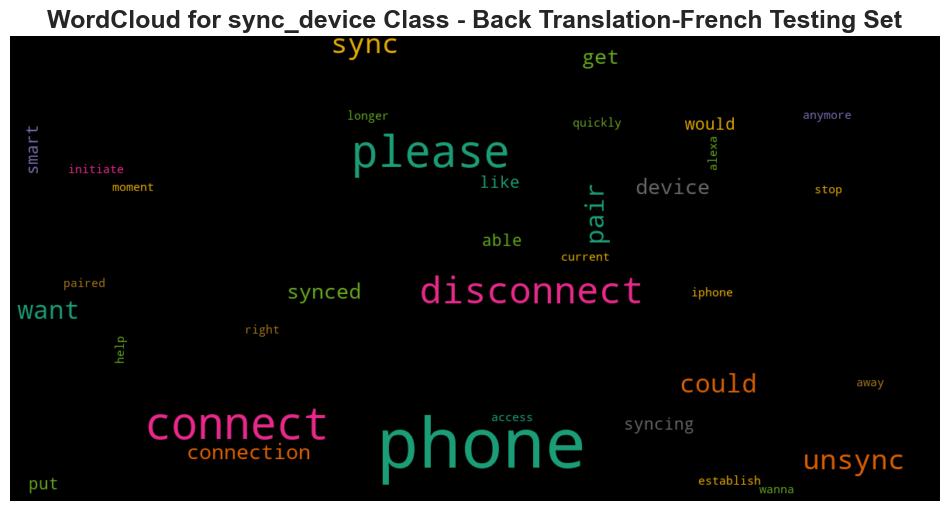 WordCloud for sync_device Class - Back Translation-French Testing Set
sync
get
longer
quickly
would
anymore
smart
please
alexa
initiate
moment
like
device
stop
pair
able
current
paired
synced
disconnect
iphone
want
right
help
could
away
connect
access
phone
syncing
connection
unsync
put
establish
wanna